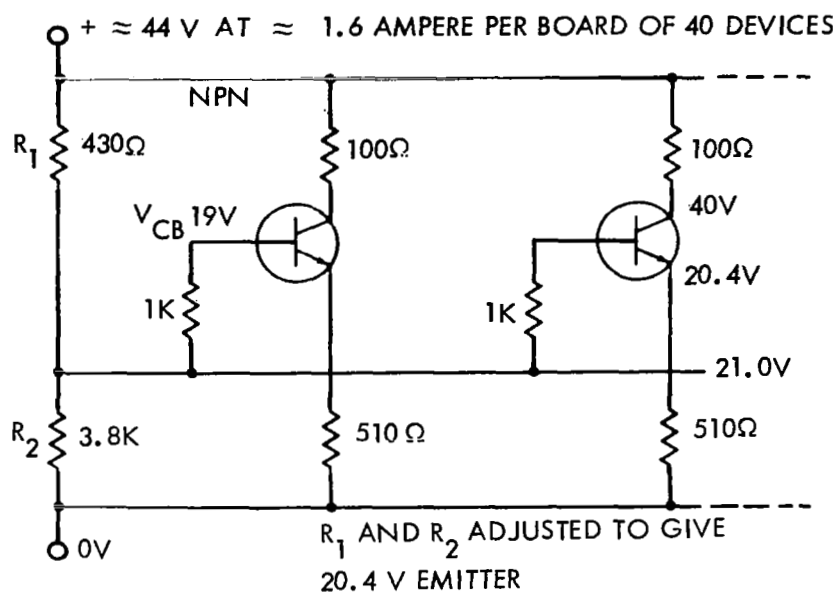 + ≈ 44 V AT ≈ 1.6 AMPERE PER BOARD OF 40 DEVICES
NPN
R1 430Ω
100Ω
100Ω
VCB 19V
40V
20.4V
1K
1K
21.0V
R2 3.8K
510 Ω
510Ω
0V
R1 AND R2 ADJUSTED TO GIVE
20.4 V EMITTER